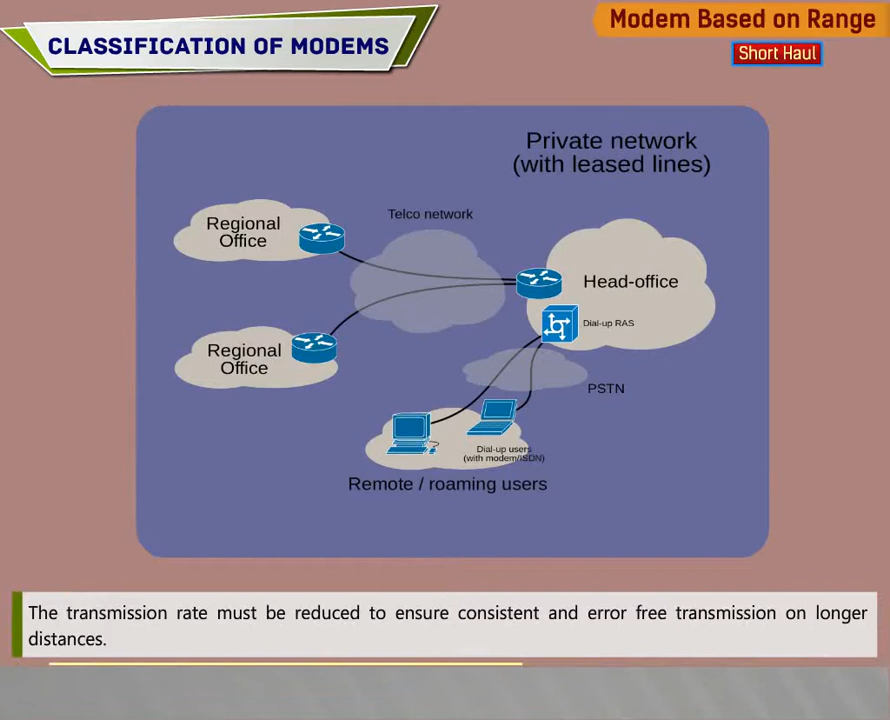 CLASSIFICATION OF MODEMS
Modem Based on Range
Short Haul
Private network
(with leased lines)
Telco network
Regional
Office
Head-office
Dial-up RAS
Regional
Office
PSTN
Dial-up users
(with modem/ISDN)
Remote / roaming users
The transmission rate must be reduced to ensure consistent and error free transmission on longer
distances.